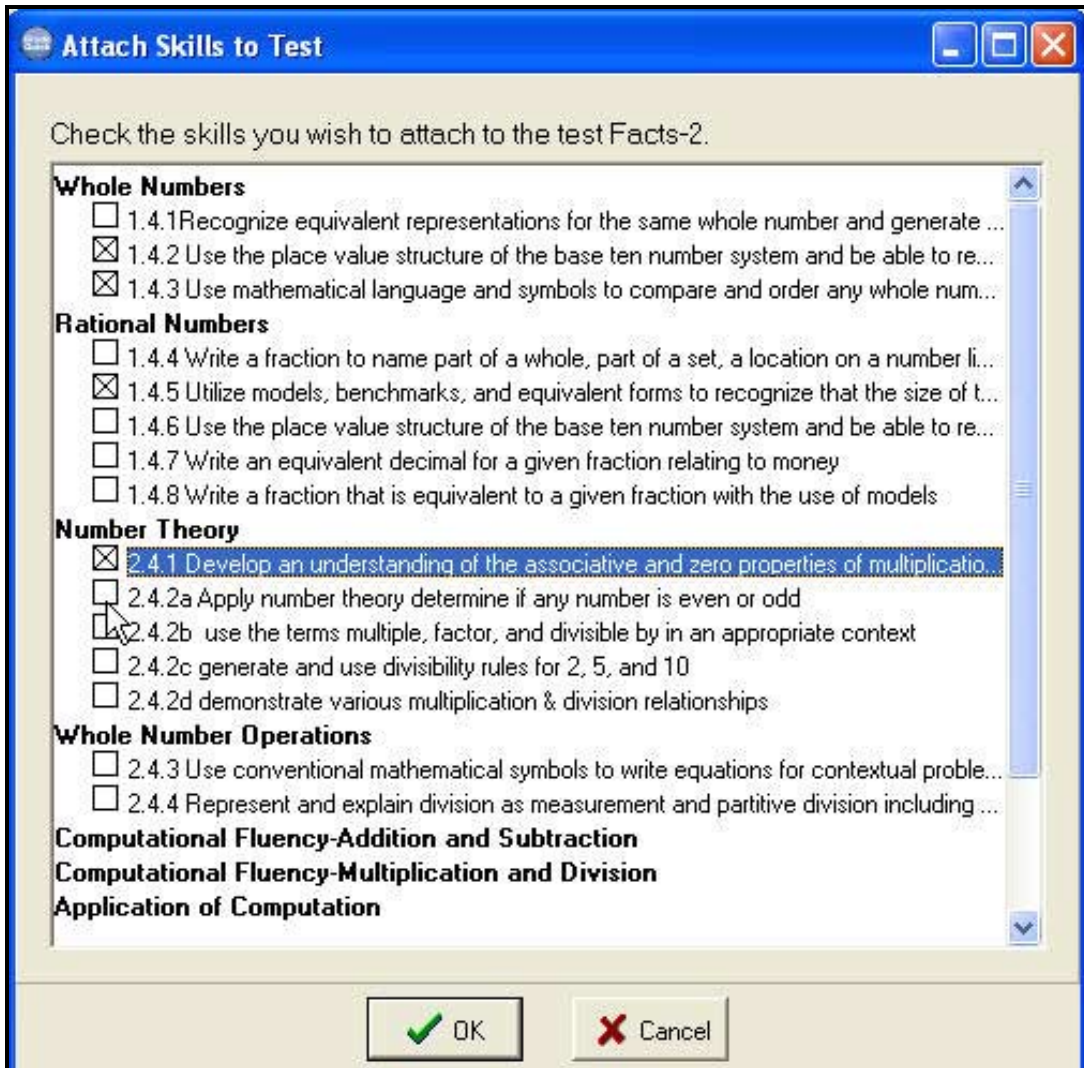 Attach Skills to Test
Check the skills you wish to attach to the test Facts-2.
Whole Numbers
1.4.1Recognize equivalent representations for the same whole number and generate ...
1.4.2 Use the place value structure of the base ten number system and be able to re...
1.4.3 Use mathematical language and symbols to compare and order any whole num...
Rational Numbers
1.4.4 Write a fraction to name part of a whole, part of a set, a location on a number li...
1.4.5 Utilize models, benchmarks, and equivalent forms to recognize that the size of t...
1.4.6 Use the place value structure of the base ten number system and be able to re...
1.4.7 Write an equivalent decimal for a given fraction relating to money
1.4.8 Write a fraction that is equivalent to a given fraction with the use of models
Number Theory
2.4.1 Develop an understanding of the associative and zero properties of multiplicatio...
2.4.2a Apply number theory determine if any number is even or odd
2.4.2b use the terms multiple, factor, and divisible by in an appropriate context
2.4.2c generate and use divisibility rules for 2, 5, and 10
2.4.2d demonstrate various multiplication & division relationships
Whole Number Operations
2.4.3 Use conventional mathematical symbols to write equations for contextual proble...
2.4.4 Represent and explain division as measurement and partitive division including ...
Computational Fluency-Addition and Subtraction
Computational Fluency-Multiplication and Division
Application of Computation
OK
Cancel